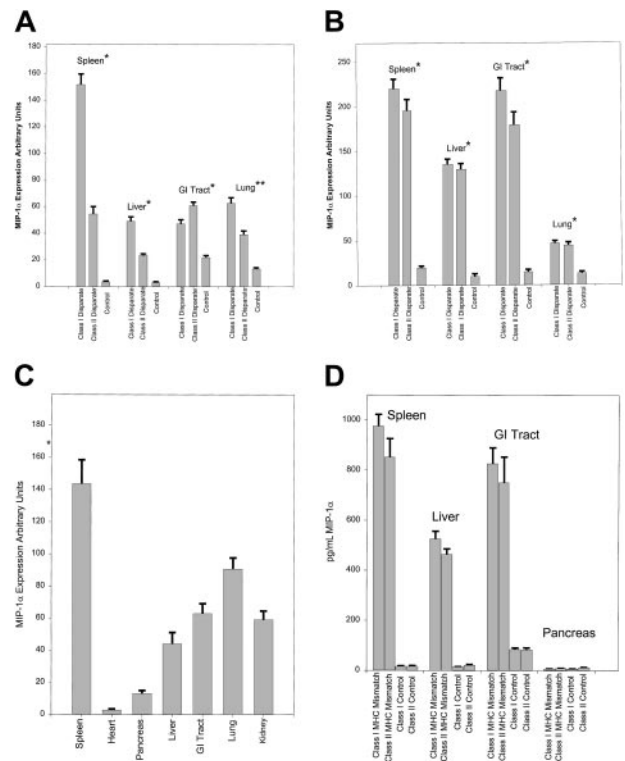 A
MIP-1α Expression Arbitrary Units
180
160
140
120
100
80
60
40
20
0
Spleen*
Liver*
GI Tract*
Lung**
Class I Disparate
Class II Disparate
Control
Class I Disparate
Class II Disparate
Control
Class I Disparate
Class II Disparate
Control
Class I Disparate
Class II Disparate
Control
B
MIP-1α Expression Arbitrary Units
250
200
150
100
50
0
Spleen*
Liver*
GI Tract*
Lung*
Class I Disparate
Class II Disparate
Control
Class I Disparate
Class I Disparate
Control
Class I Disparate
Class II Disparate
Control
Class I Disparate
Class II Disparate
Control
C
MIP-1α Expression Arbitrary Units
*
180
160
140
120
100
80
60
40
20
0
Spleen
Heart
Pancreas
Liver
GI Tract
Lung
Kidney
D
pg/mL MIP-1α
1000
800
600
400
200
0
Spleen
Liver
GI Tract
Pancreas
Class I MHC Mismatch
Class II MHC Mismatch
Class I Control
Class II Control
Class I MHC Mismatch
Class II MHC Mismatch
Class I Control
Class II Control
Class I MHC Mismatch
Class II MHC Mismatch
Class I Control
Class II Control
Class I MHC Mismatch
Class II MHC Mismatch
Class I Control
Class II Control